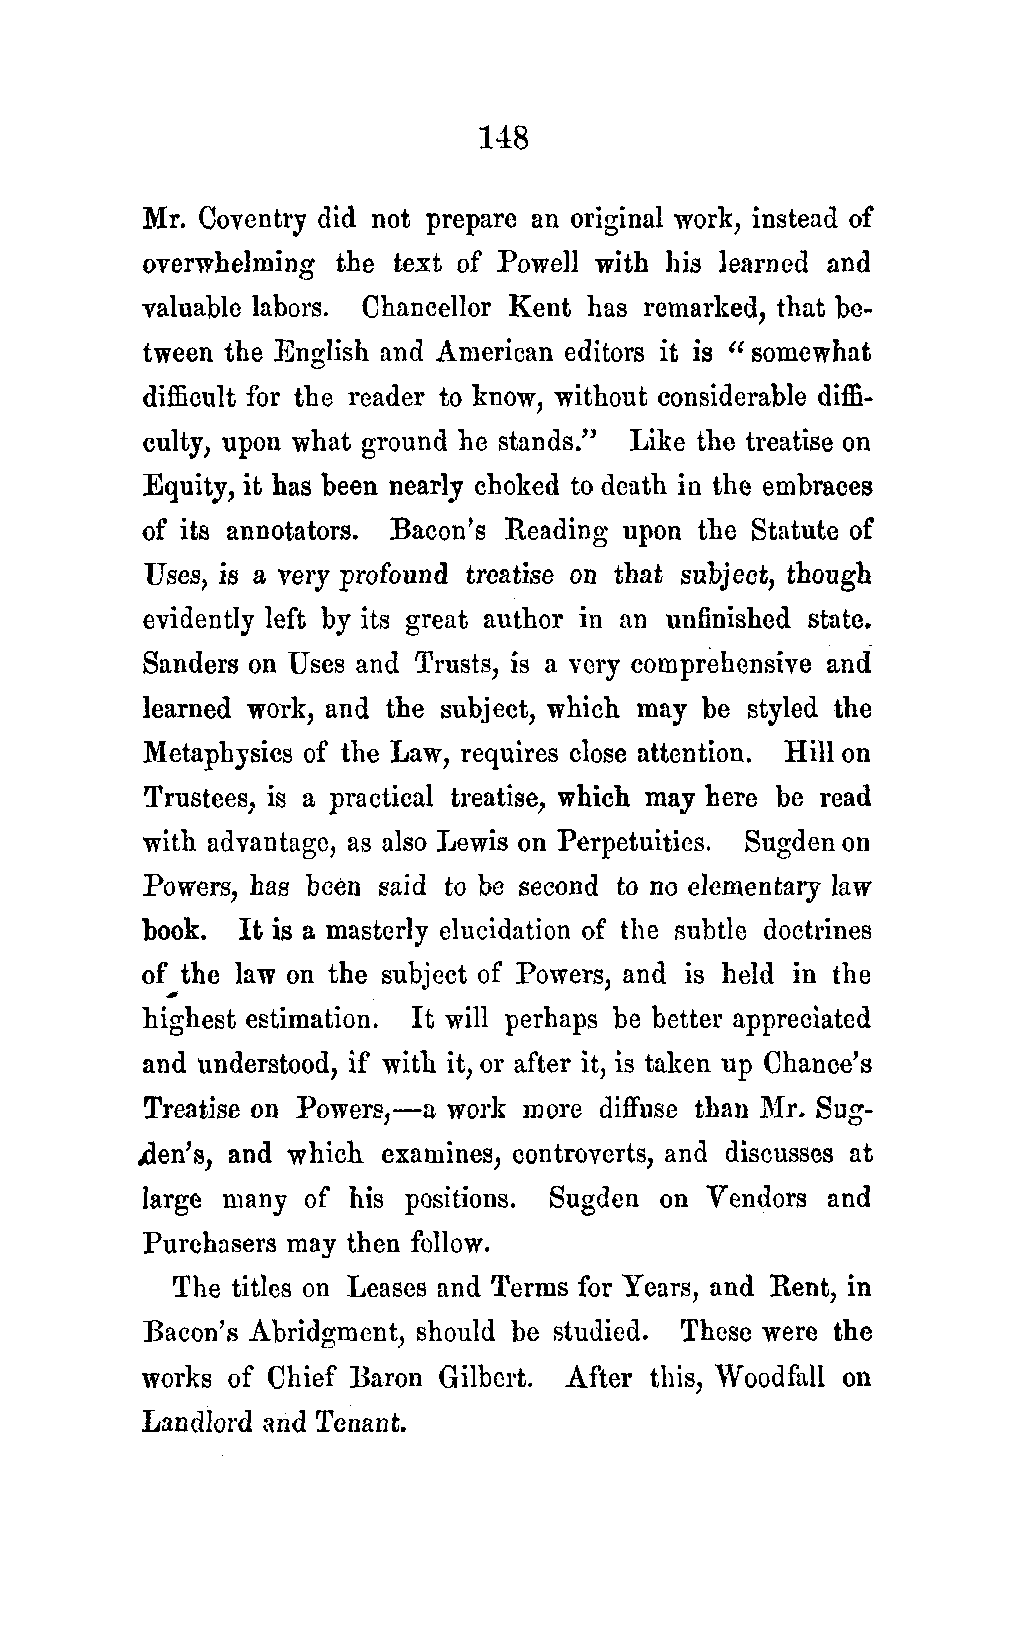 148
Mr. Coventry did not prepare an original work, instead of
overwhelming the text of Powell with his learned and
valuable labors. Chancellor Kent has remarked, that be-
tween the English and American editors it is “somewhat
difficult for the reader to know, without considerable diffi-
culty, upon what ground he stands.” Like the treatise on
Equity, it has been nearly choked to death in the embraces
of its annotators. Bacon's Reading upon the Statute of
Uses, is a very profound treatise on that subject, though
evidently left by its great author in an unfinished state.
Sanders on Uses and Trusts, is a very comprehensive and
learned work, and the subject, which may be styled the
Metaphysics of the Law, requires close attention. Hill on
Trustees, is a practical treatise, which may here be read
with advantage, as also Lewis on Perpetuities. Sugden on
Powers, has been said to be second to no elementary law
book. It is a masterly elucidation of the subtle doctrines
of the law on the subject of Powers, and is held in the
highest estimation. It will perhaps be better appreciated
and understood, if with it, or after it, is taken up Chance's
Treatise on Powers,—a work more diffuse than Mr. Sug-
den's, and which examines, controverts, and discusses at
large many of his positions. Sugden on Vendors and
Purchasers may then follow.
The titles on Leases and Terms for Years, and Rent, in
Bacon's Abridgment, should be studied. These were the
works of Chief Baron Gilbert. After this, Woodfall on
Landlord and Tenant.